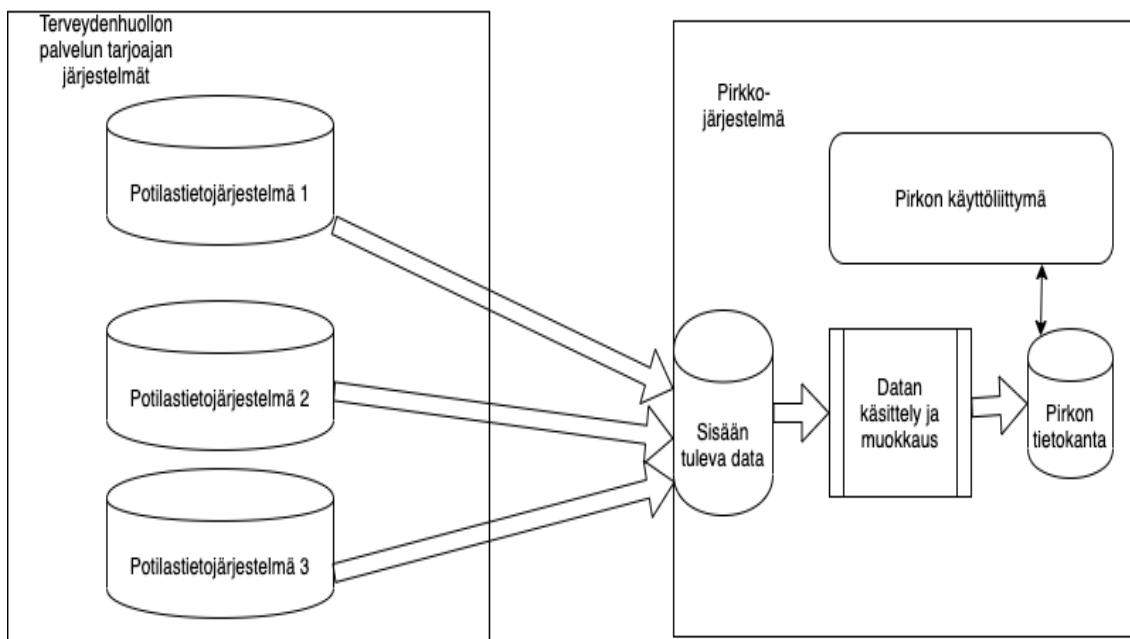 Terveydenhuollon
palvelun tarjoajan
järjestelmät
Potilastietojärjestelmä 1
Potilastietojärjestelmä 2
Potilastietojärjestelmä 3
Pirkko-
järjestelmä
Pirkon käyttöliittymä
Sisään
tuleva data
Datan
käsittely ja
muokkaus
Pirkon
tietokanta